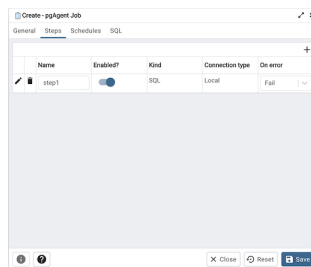 Create - pgAgent Job
General Steps Schedules SQL
Name Enabled? Kind Connection type On error
step1 SQL Local Fail
Close Reset Save